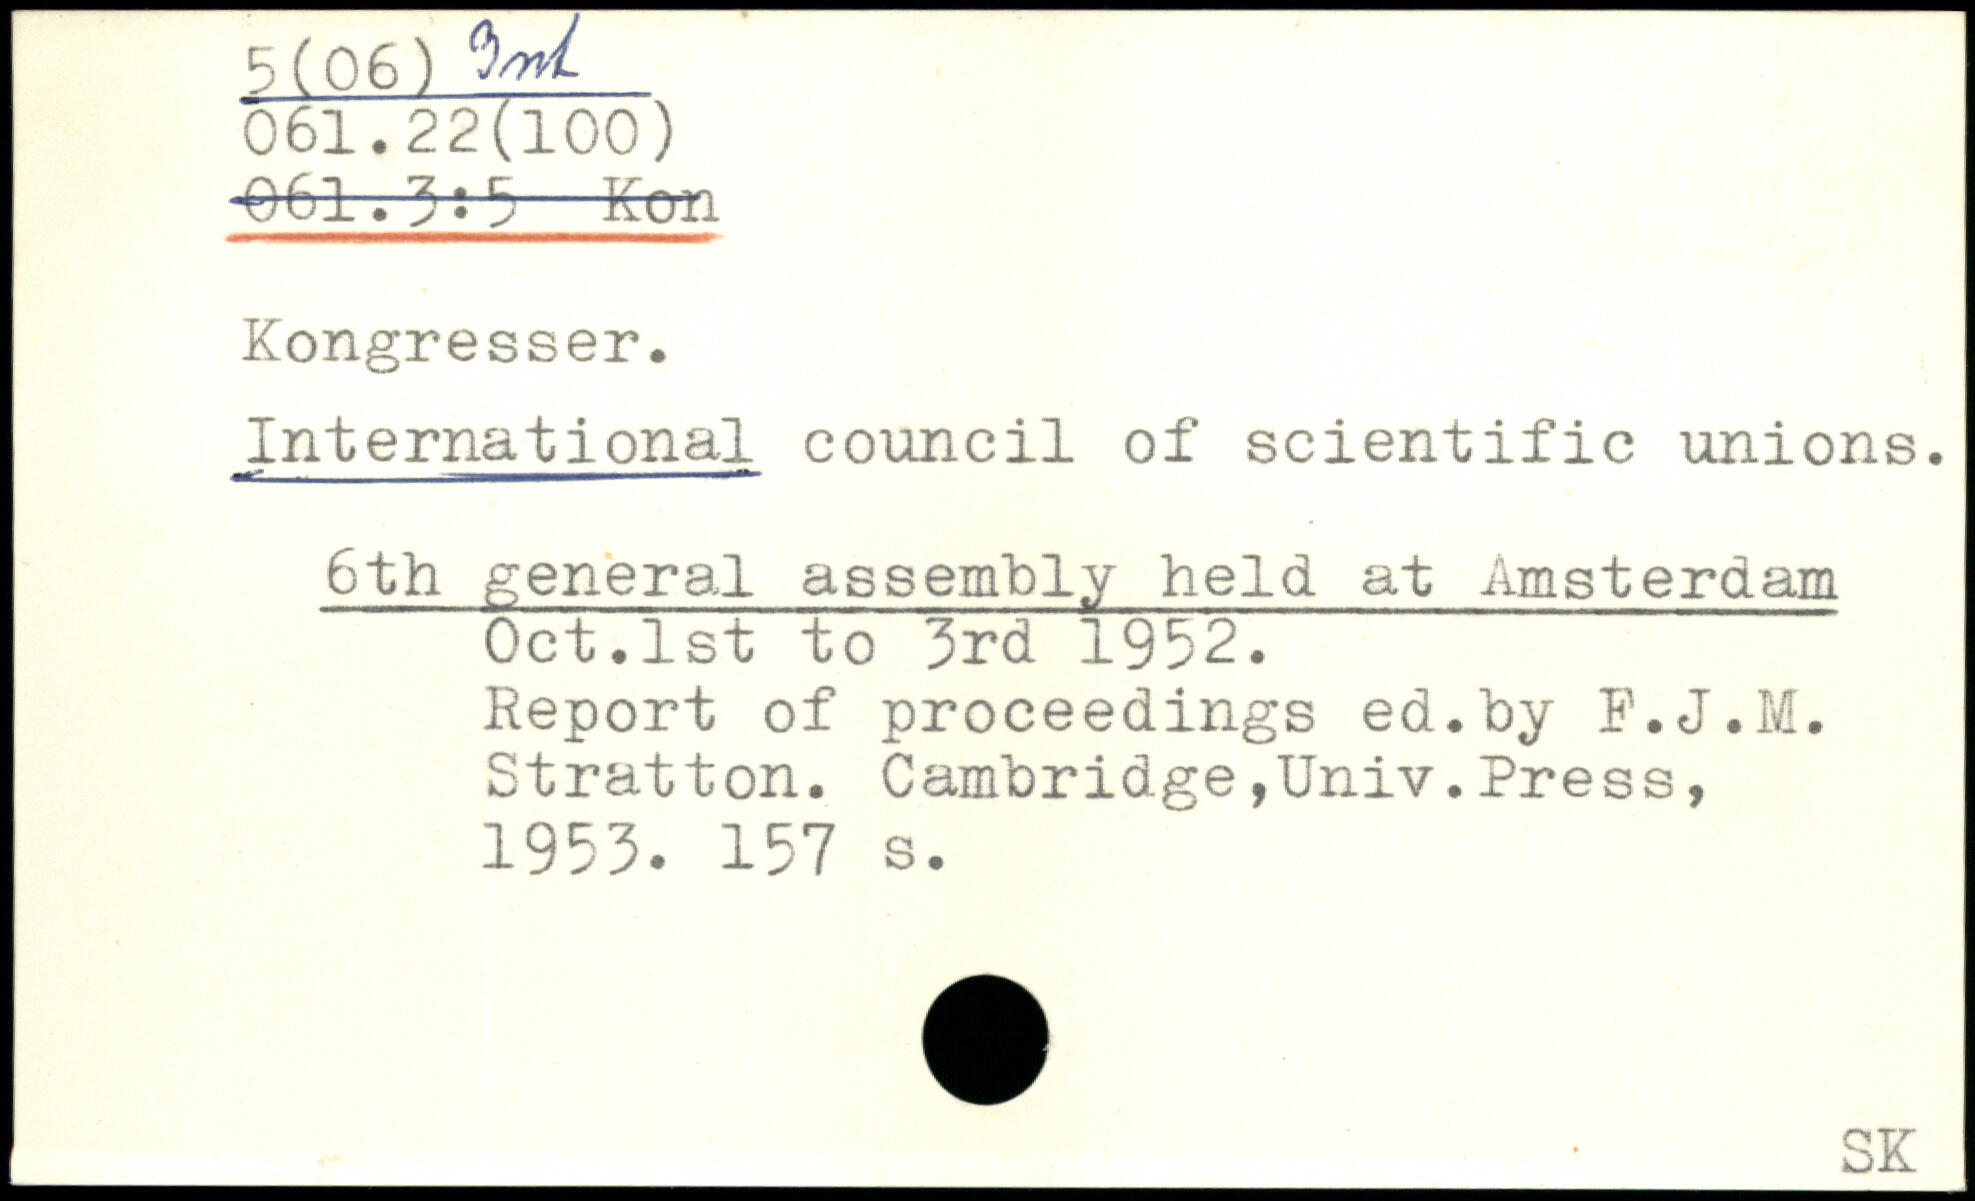 5(06) Int
061.22(100)
061.3:5 Kon
Kongresser.
International council of scientific unions.
6th general assembly held at Amsterdam
Oct.1st to 3rd 1952.
Report of proceedings ed.by F.J.M.
Stratton. Cambridge,Univ.Press,
1953. 157 s.
SK